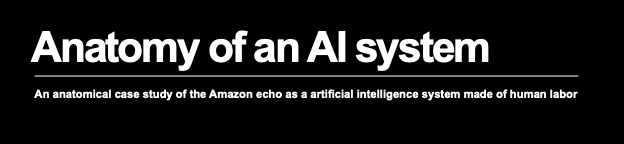 Anatomy of an AI system
An anatomical case study of the Amazon echo as a artificial intelligence system made of human labor